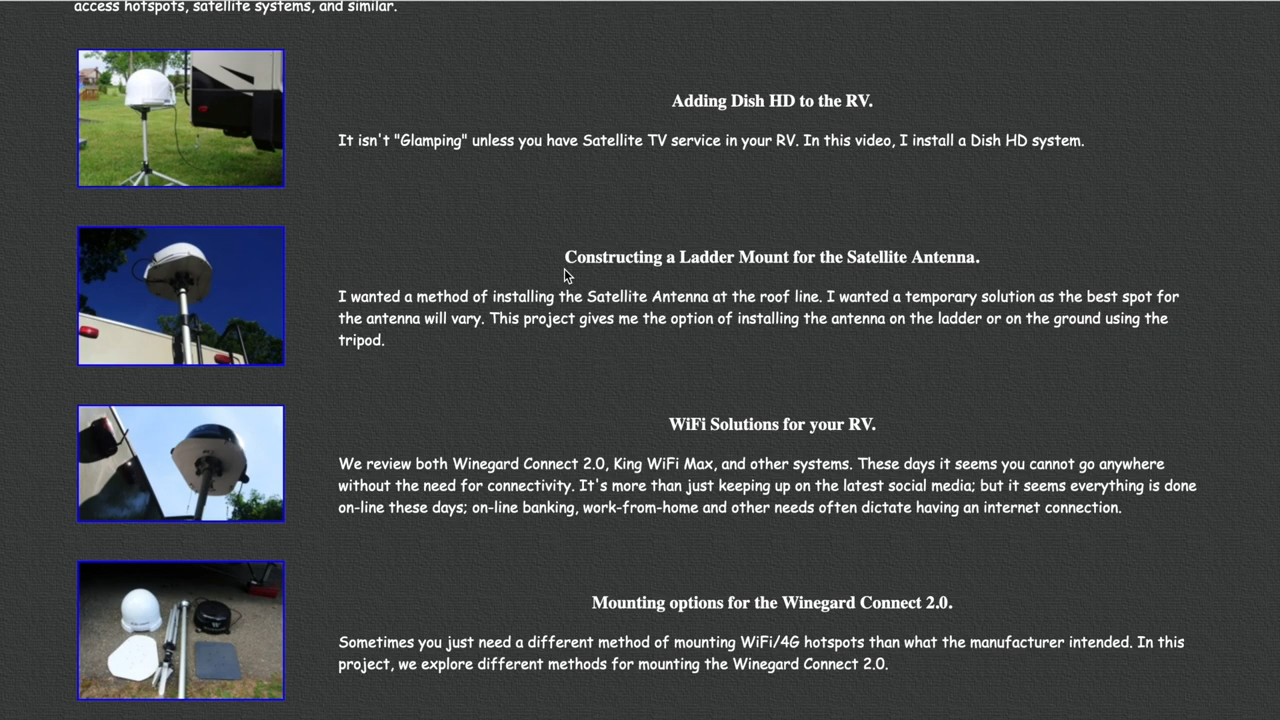 access hotspots, satellite systems, and similar.
Adding Dish HD to the RV.
It isn't "Glamping" unless you have Satellite TV service in your RV. In this video, I install a Dish HD system.
Constructing a Ladder Mount for the Satellite Antenna.
I wanted a method of installing the Satellite Antenna at the roof line. I wanted a temporary solution as the best spot for
the antenna will vary. This project gives me the option of installing the antenna on the ladder or on the ground using the
tripod.
WiFi Solutions for your RV.
We review both Winegard Connect 2.0, King WiFi Max, and other systems. These days it seems you cannot go anywhere
without the need for connectivity. It's more than just keeping up on the latest social media; but it seems everything is done
on-line these days; on-line banking, work-from-home and other needs often dictate having an internet connection.
Mounting options for the Winegard Connect 2.0.
Sometimes you just need a different method of mounting WiFi/4G hotspots than what the manufacturer intended. In this
project, we explore different methods for mounting the Winegard Connect 2.0.